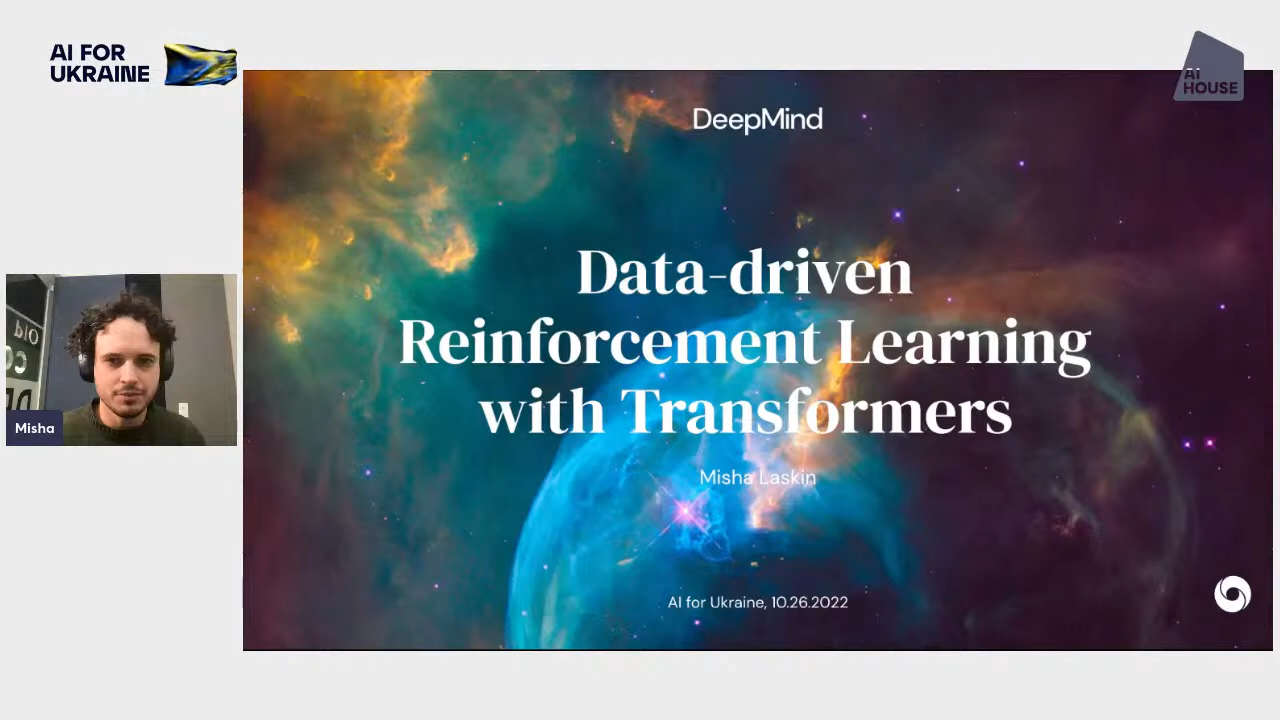 AI FOR
UKRAINE
AI
HOUSE
DeepMind
Data-driven
Reinforcement Learning
with Transformers
Misha Laskin
AI for Ukraine, 10.26.2022
Misha